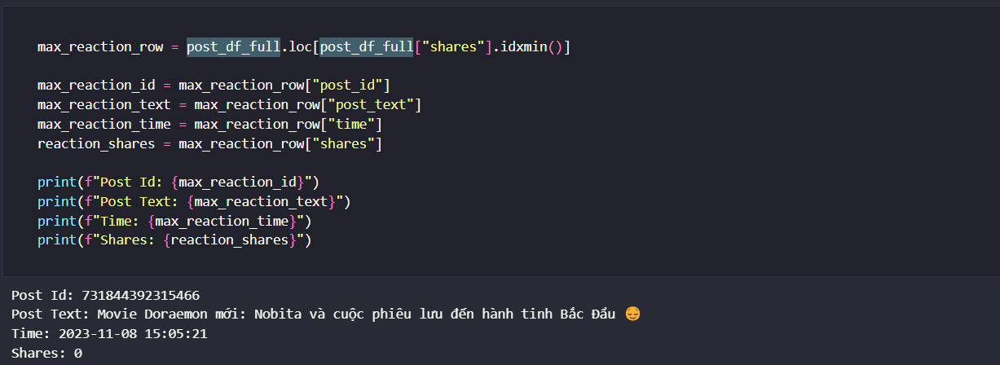 max_reaction_row = post_df_full.loc[post_df_full["shares"].idxmin()]
max_reaction_id = max_reaction_row["post_id"]
max_reaction_text = max_reaction_row["post_text"]
max_reaction_time = max_reaction_row["time"]
reaction_shares = max_reaction_row["shares"]
print(f"Post Id: {max_reaction_id}")
print(f"Post Text: {max_reaction_text}")
print(f"Time: {max_reaction_time}")
print(f"Shares: {reaction_shares}")
Post Id: 731844392315466
Post Text: Movie Doraemon mới: Nobita và cuộc phiêu lưu đến hành tinh Bắc Đẩu 😌
Time: 2023-11-08 15:05:21
Shares: 0